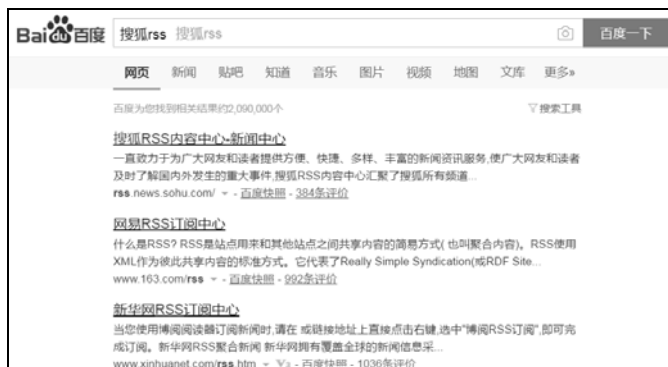 Bai du 百度 搜狐rss 搜狐rss 百度一下
网页 新闻 贴吧 知道 音乐 图片 视频 地图 文库 更多»
百度为您找到相关结果约2,090,000个 搜索工具
搜狐RSS内容中心-新闻中心
一直致力于为广大网友和读者提供方便、快捷、多样、丰富的新闻资讯服务,使广大网友和读者
及时了解国内外发生的重大事件,搜狐RSS内容中心汇聚了搜狐所有频道...
rss.news.sohu.com/ - 百度快照 - 384条评价
网易RSS订阅中心
什么是RSS? RSS是站点用来和其他站点之间共享内容的简易方式( 也叫聚合内容)。RSS使用
XML作为彼此共享内容的标准方式。它代表了Really Simple Syndication(或RDF Site...
www.163.com/rss - 百度快照 - 992条评价
新华网RSS订阅中心
当您使用博阅阅读器订阅新闻时,请在 或链接地址上直接点击右键,选中"博阅RSS订阅",即可完
成订阅。新华网RSS聚合新闻 新华网拥有覆盖全球的新闻信息采...
www.xinhuanet.com/rss.htm - V3 - 百度快照 - 1036条评价